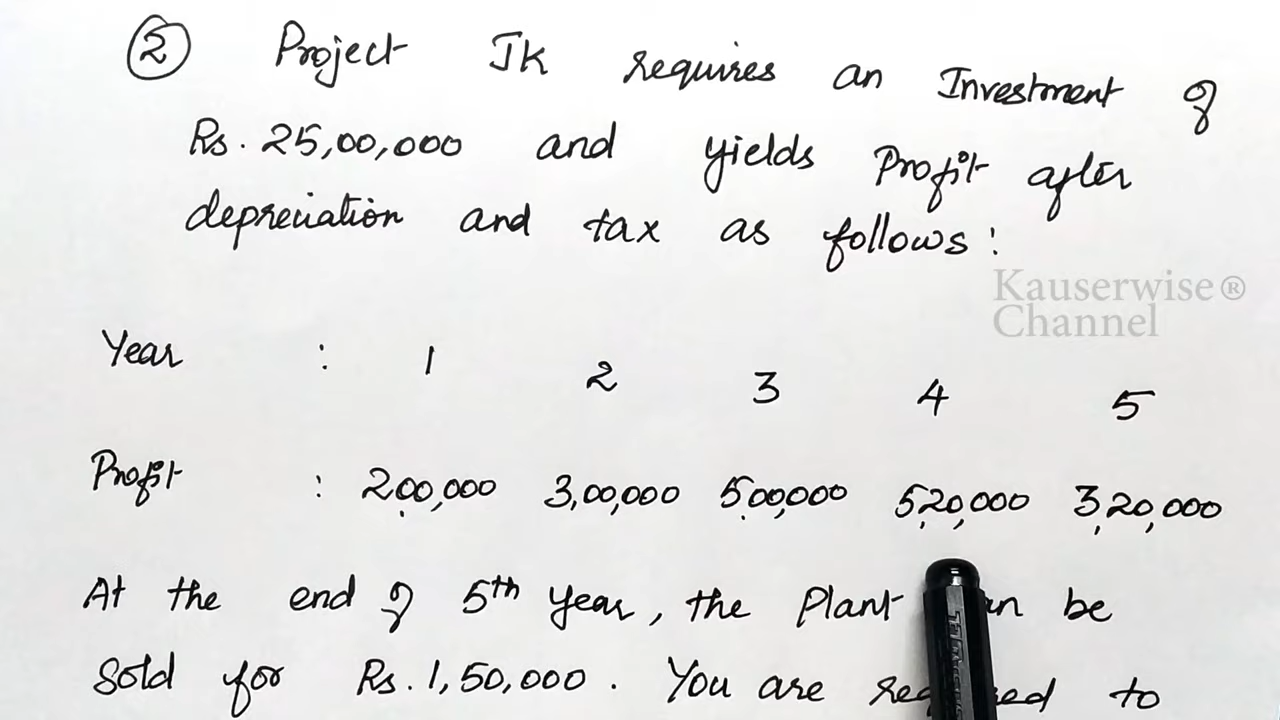 2 Project JK requires an Investment of
Rs. 25,00,000 and yields Profit after
depreciation and tax as follows:
Kauserwise®
Channel
Year : 1 2 3 4 5
Profit : 2,00,000 3,00,000 5,00,000 5,20,000 3,20,000
At the end of 5th Year, the Plant be
Sold for Rs. 1,50,000. You are to